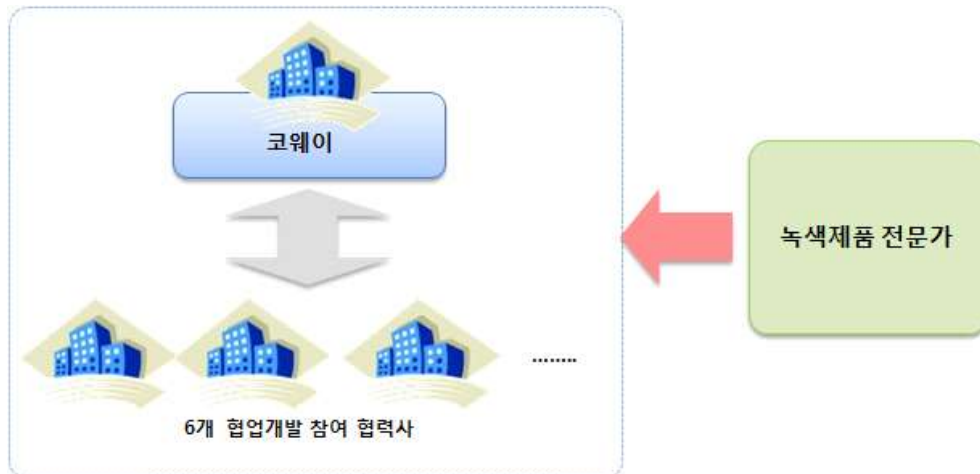 코웨이
녹색제품 전문가
........
6개 협업개발 참여 협력사